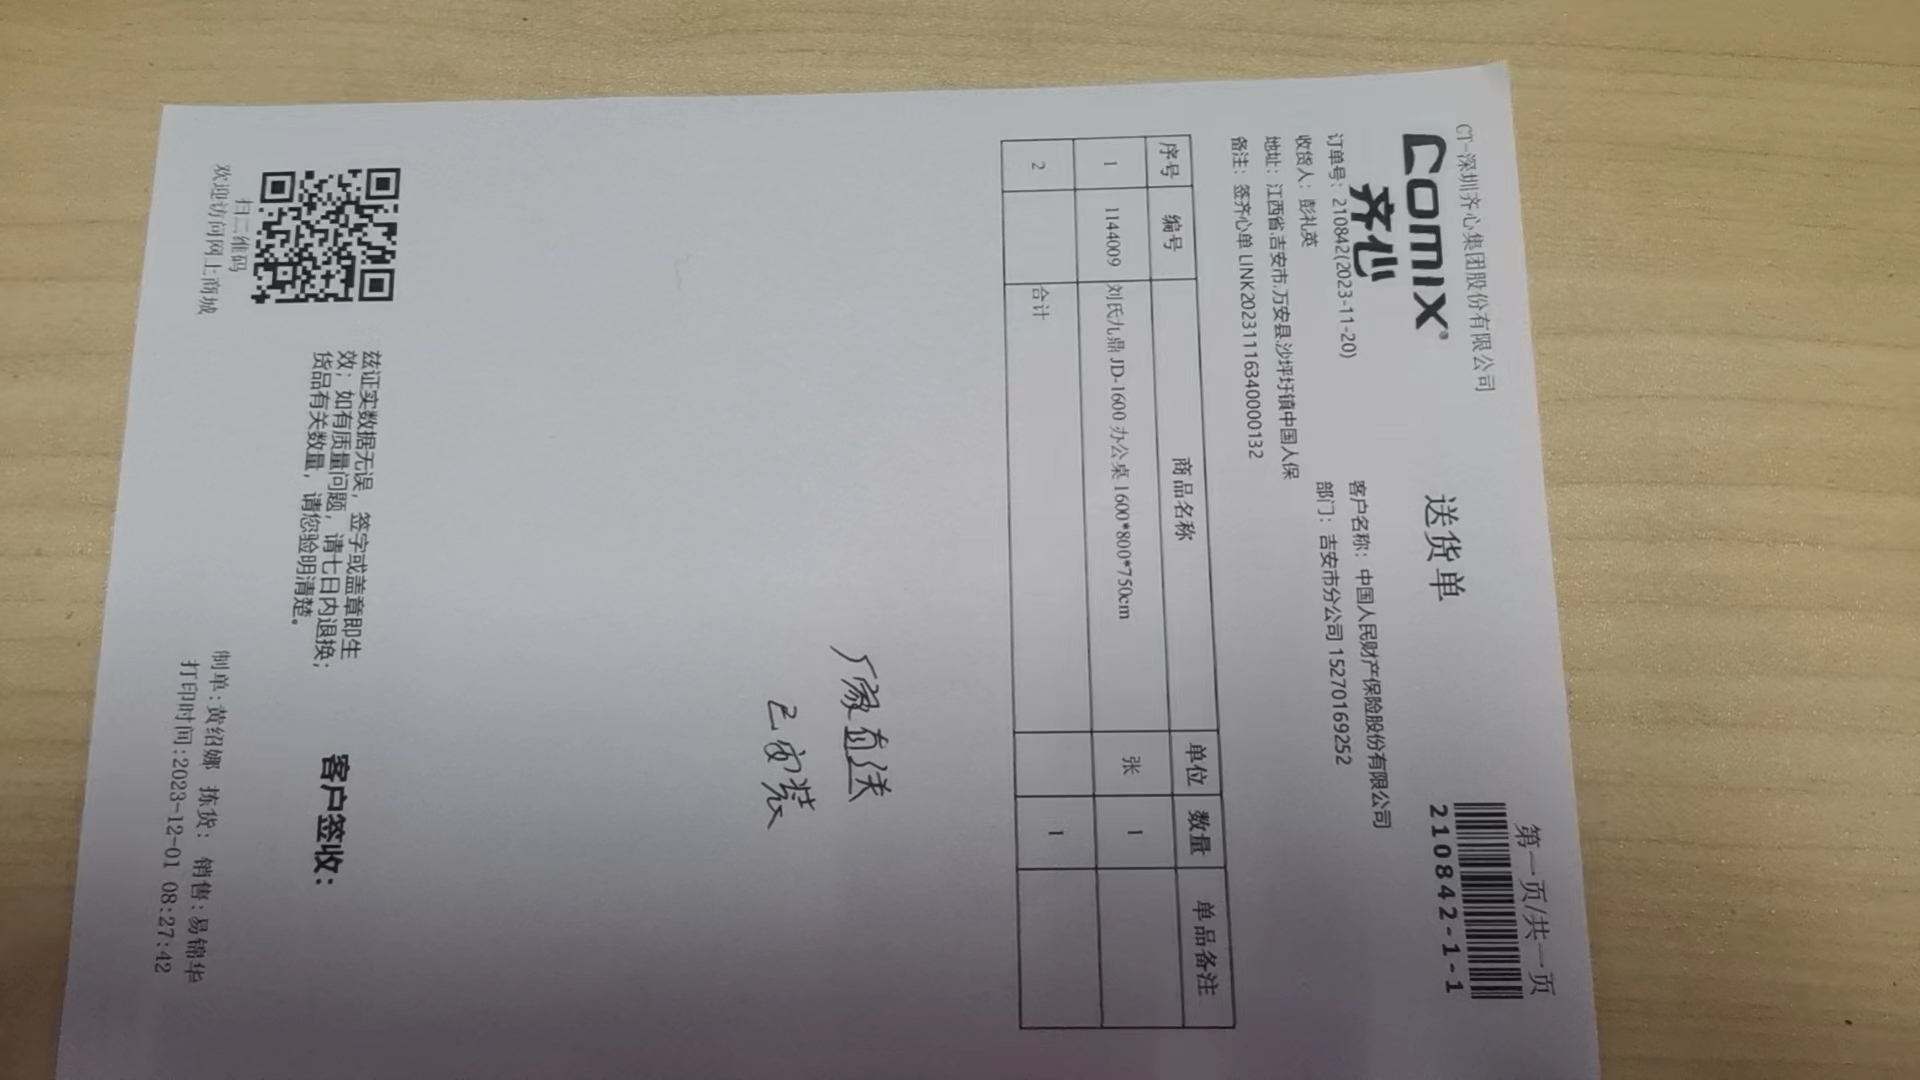 CT-深圳齐心集团股份有限公司
第一页/共一页
COMIX®
齐心
送货单
210842-1-1
订单号：210842(2023-11-20)
客户名称：中国人民财产保险股份有限公司
收货人：彭礼英
部门：吉安市分公司 15270169252
地址：江西省.吉安市.万安县.沙坪圩镇中国人保
备注：签齐心单 LINK2023111634000132
序号 编号 商品名称 单位 数量 单品备注
1 1144009 刘氏九鼎 JD-1600 办公桌 1600*800*750cm 张 1
2 合计 1
厂家直送
已安装
兹证实数据无误，签字或盖章即生
效；如有质量问题，请七日内退换；
货品有关数量，请您验明清楚。
客户签收：
扫二维码
欢迎访问网上商城
制单:黄绍娜 拣货： 销售:易锦华
打印时间:2023-12-01 08:27:42